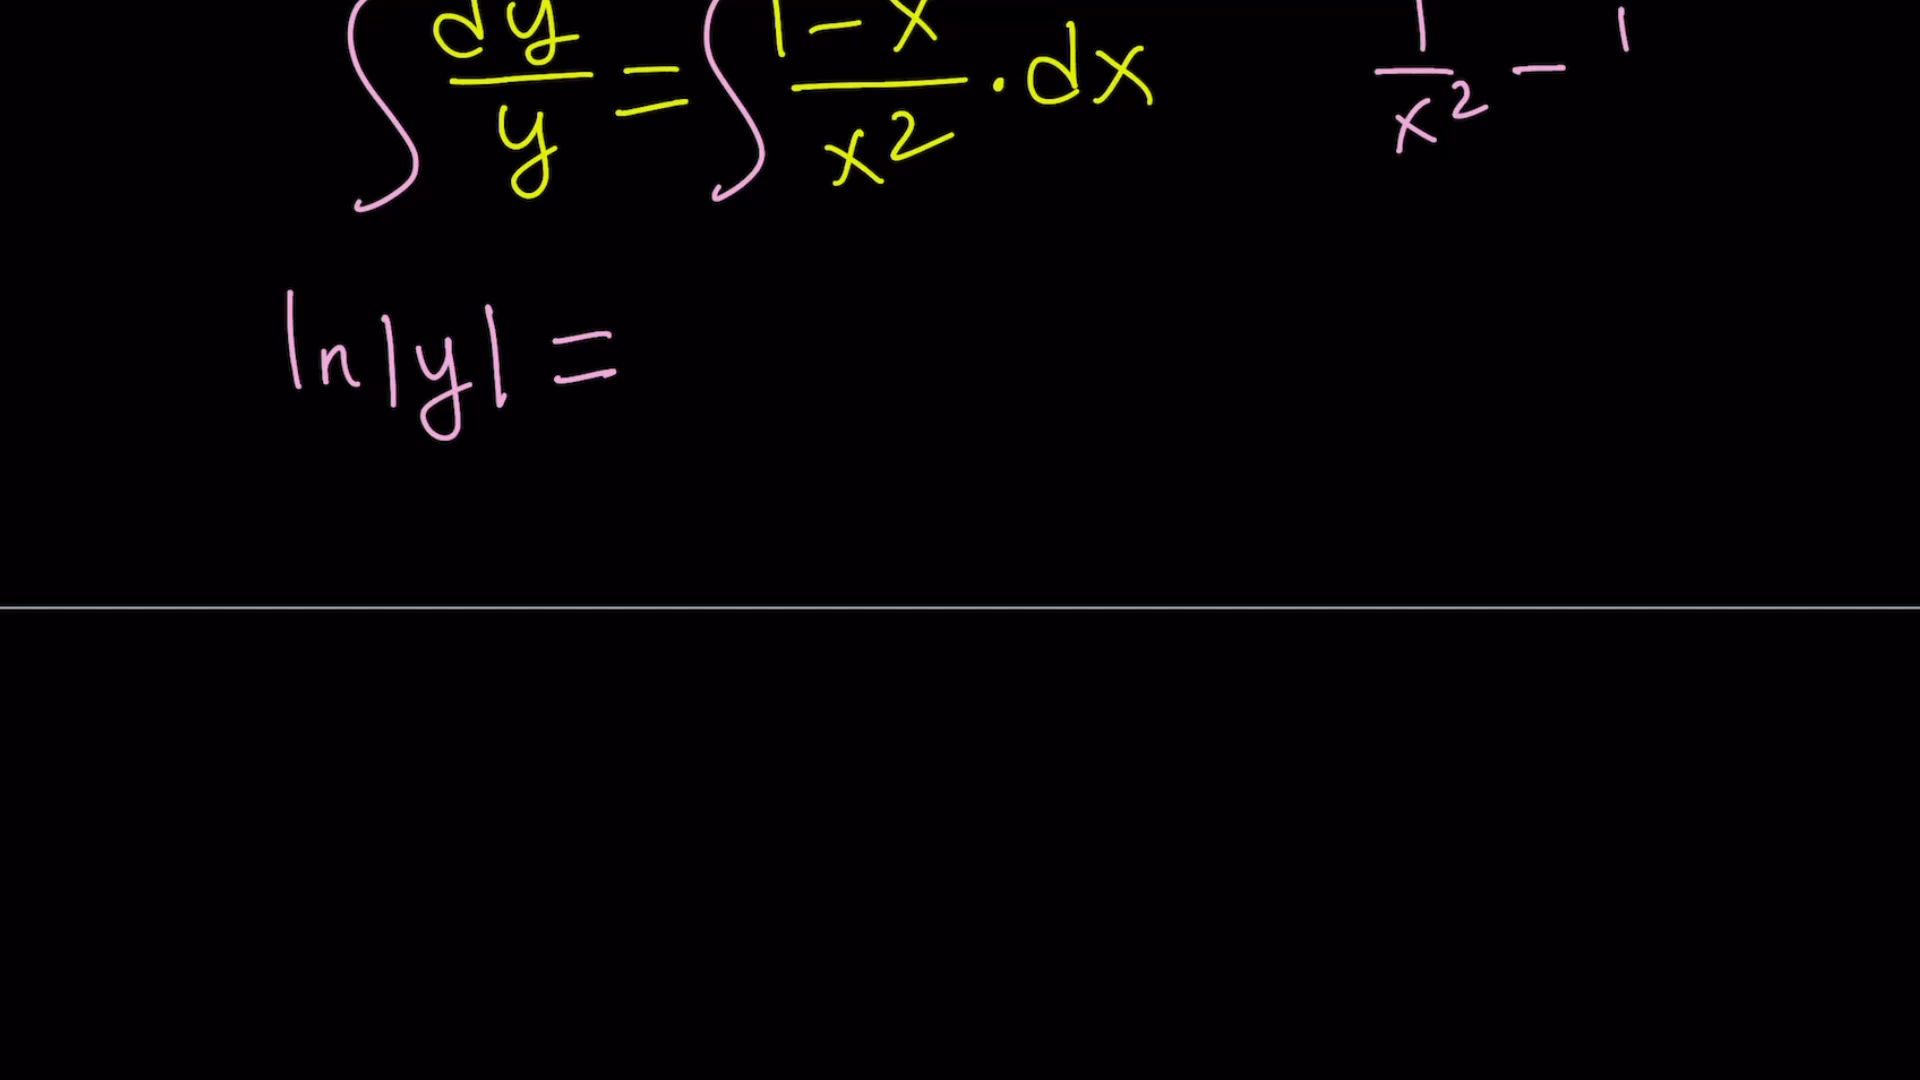 ∫ dy/y = ∫ 1-x/x² · dx
1/x² - 1
ln|y| =